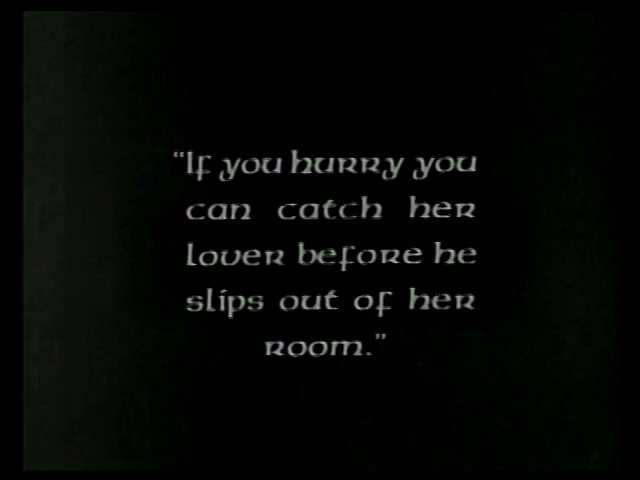 "If you hurry you
can catch her
lover before he
slips out of her
room."